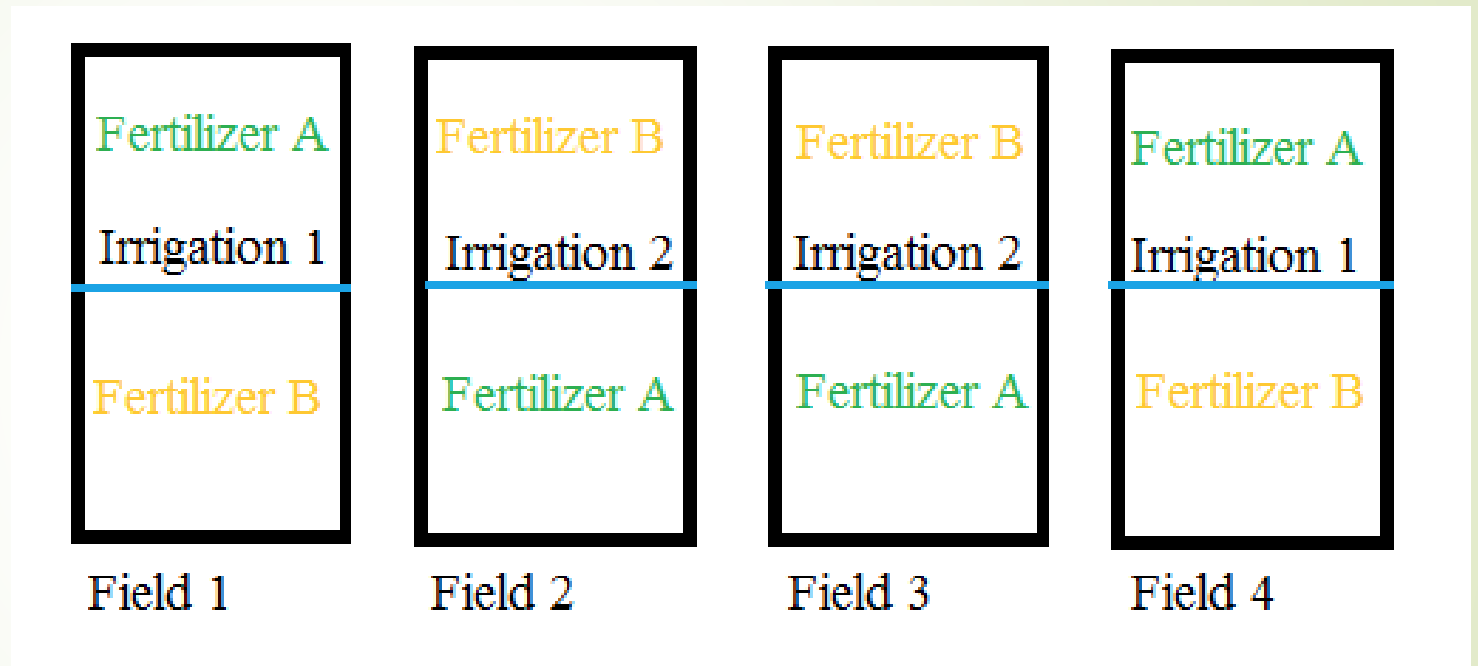 Fertilizer A
Irrigation 1
Fertilizer B
Field 1
Fertilizer B
Irrigation 2
Fertilizer A
Field 2
Fertilizer B
Irrigation 2
Fertilizer A
Field 3
Fertilizer A
Irrigation 1
Fertilizer B
Field 4